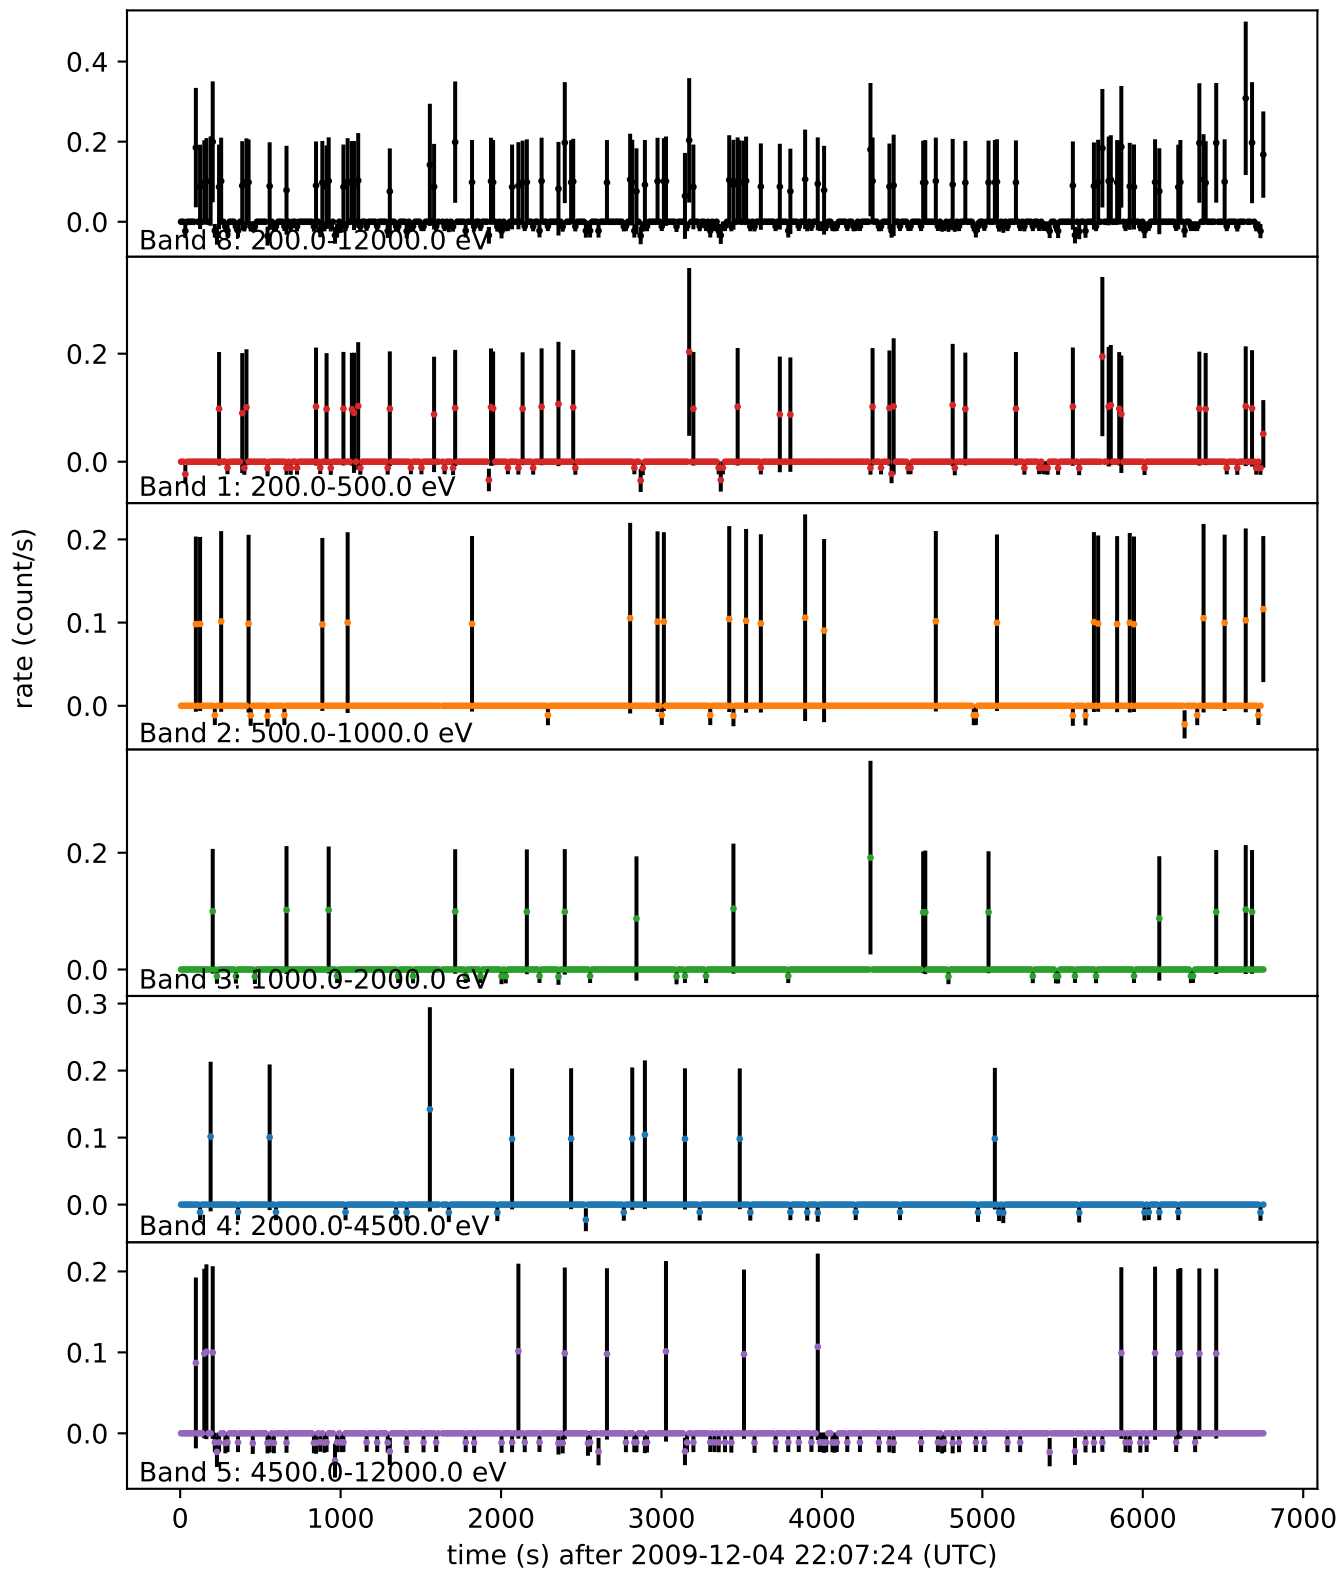 0.4
0.2
0.0
Band 8: 200.0-12000.0 eV
0.2
0.0
Band 1: 200.0-500.0 eV
0.2
0.1
0.0
Band 2: 500.0-1000.0 eV
rate (count/s)
0.2
0.0
Band 3: 1000.0-2000.0 eV
0.3
0.2
0.1
0.0
Band 4: 2000.0-4500.0 eV
0.2
0.1
0.0
Band 5: 4500.0-12000.0 eV
0 1000 2000 3000 4000 5000 6000 7000
time (s) after 2009-12-04 22:07:24 (UTC)